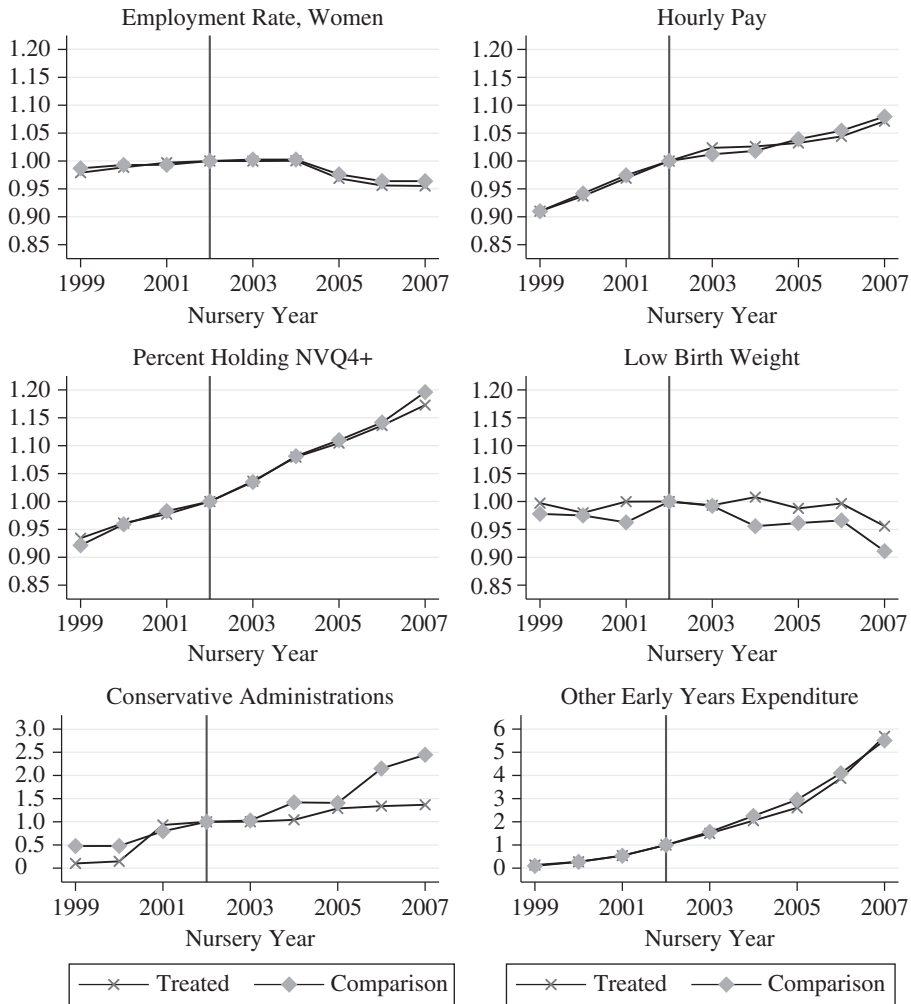 Employment Rate, Women
1.20
1.15
1.10
1.05
1.00
0.95
0.90
0.85
1999 2001 2003 2005 2007
Nursery Year
Hourly Pay
1.20
1.15
1.10
1.05
1.00
0.95
0.90
0.85
1999 2001 2003 2005 2007
Nursery Year
Percent Holding NVQ4+
1.20
1.15
1.10
1.05
1.00
0.95
0.90
0.85
1999 2001 2003 2005 2007
Nursery Year
Low Birth Weight
1.20
1.15
1.10
1.05
1.00
0.95
0.90
0.85
1999 2001 2003 2005 2007
Nursery Year
Conservative Administrations
3.0
2.5
2.0
1.5
1.0
0.5
0
1999 2001 2003 2005 2007
Nursery Year
Other Early Years Expenditure
6
5
4
3
2
1
0
1999 2001 2003 2005 2007
Nursery Year
Treated Comparison
Treated Comparison